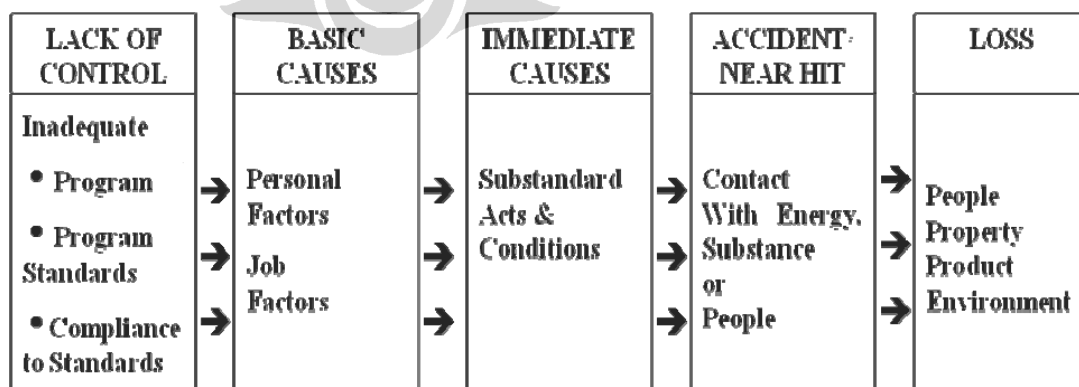 LACK OF
CONTROL
Inadequate
• Program
• Program
Standards
• Compliance
to Standards
BASIC
CAUSES
Personal
Factors
Job
Factors
IMMEDIATE
CAUSES
Substandard
Acts &
Conditions
ACCIDENT-
NEAR HIT
Contact
With Energy,
Substance
or
People
LOSS
People
Property
Product
Environment